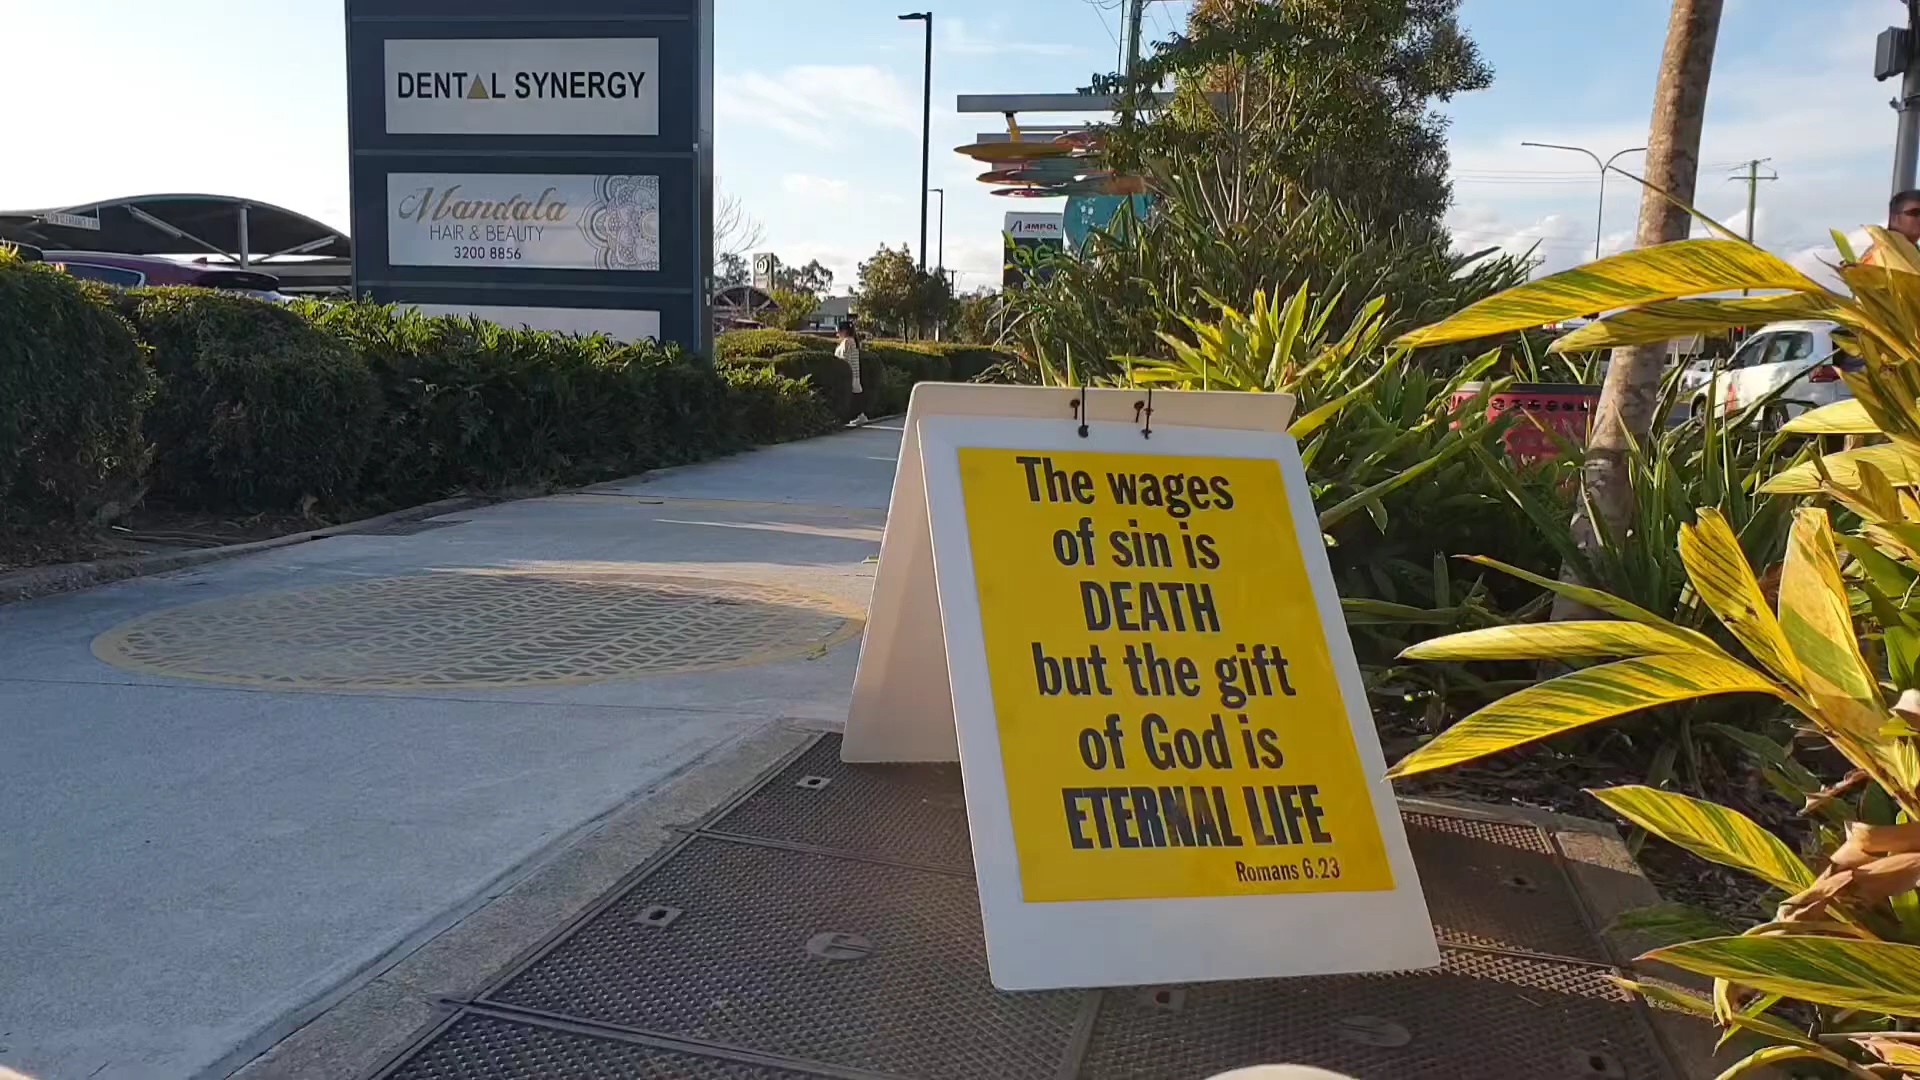 DENTAL SYNERGY
Mandala
HAIR & BEAUTY
3200 8856
AMPOL
The wages
of sin is
DEATH
but the gift
of God is
ETERNAL LIFE
Romans 6.23